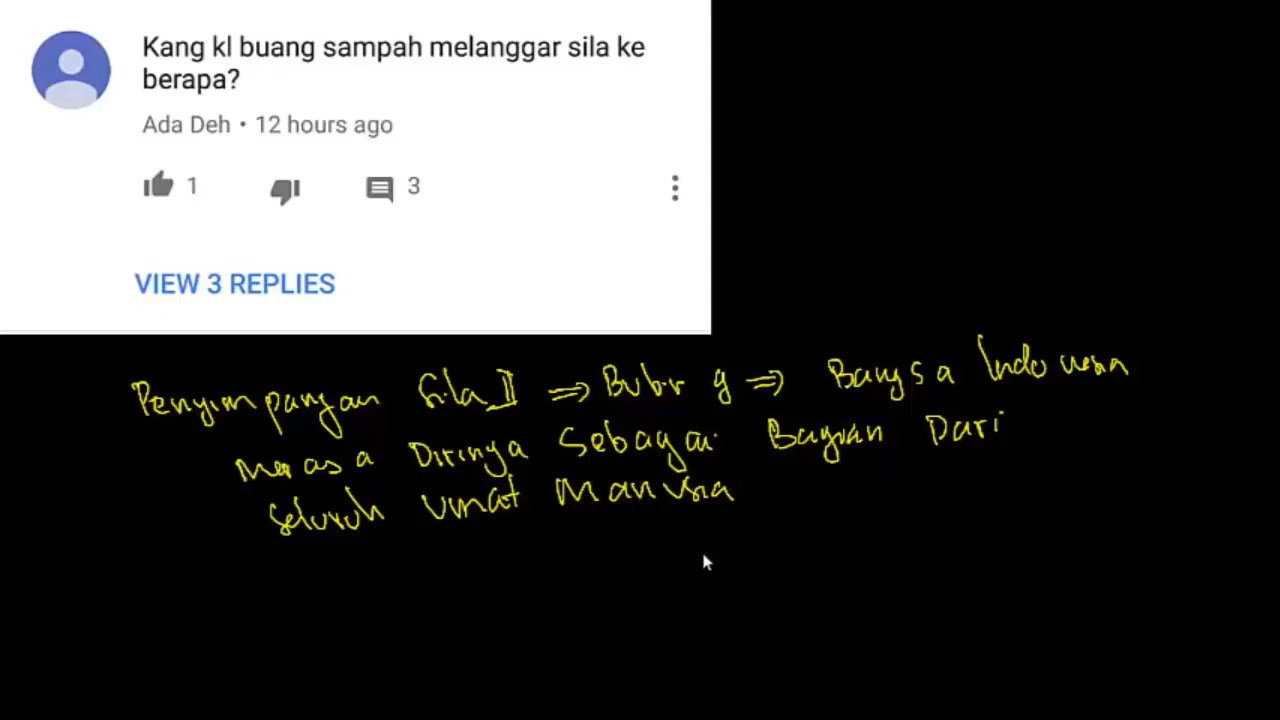 Kang kl buang sampah melanggar sila ke
berapa?
Ada Deh • 12 hours ago
1
3
VIEW 3 REPLIES
Penyimpangan Sila II => Butir g => Bangsa Indonesia
Merasa Dirinya Sebagai Bagian Dari
Seluruh Umat Manusia